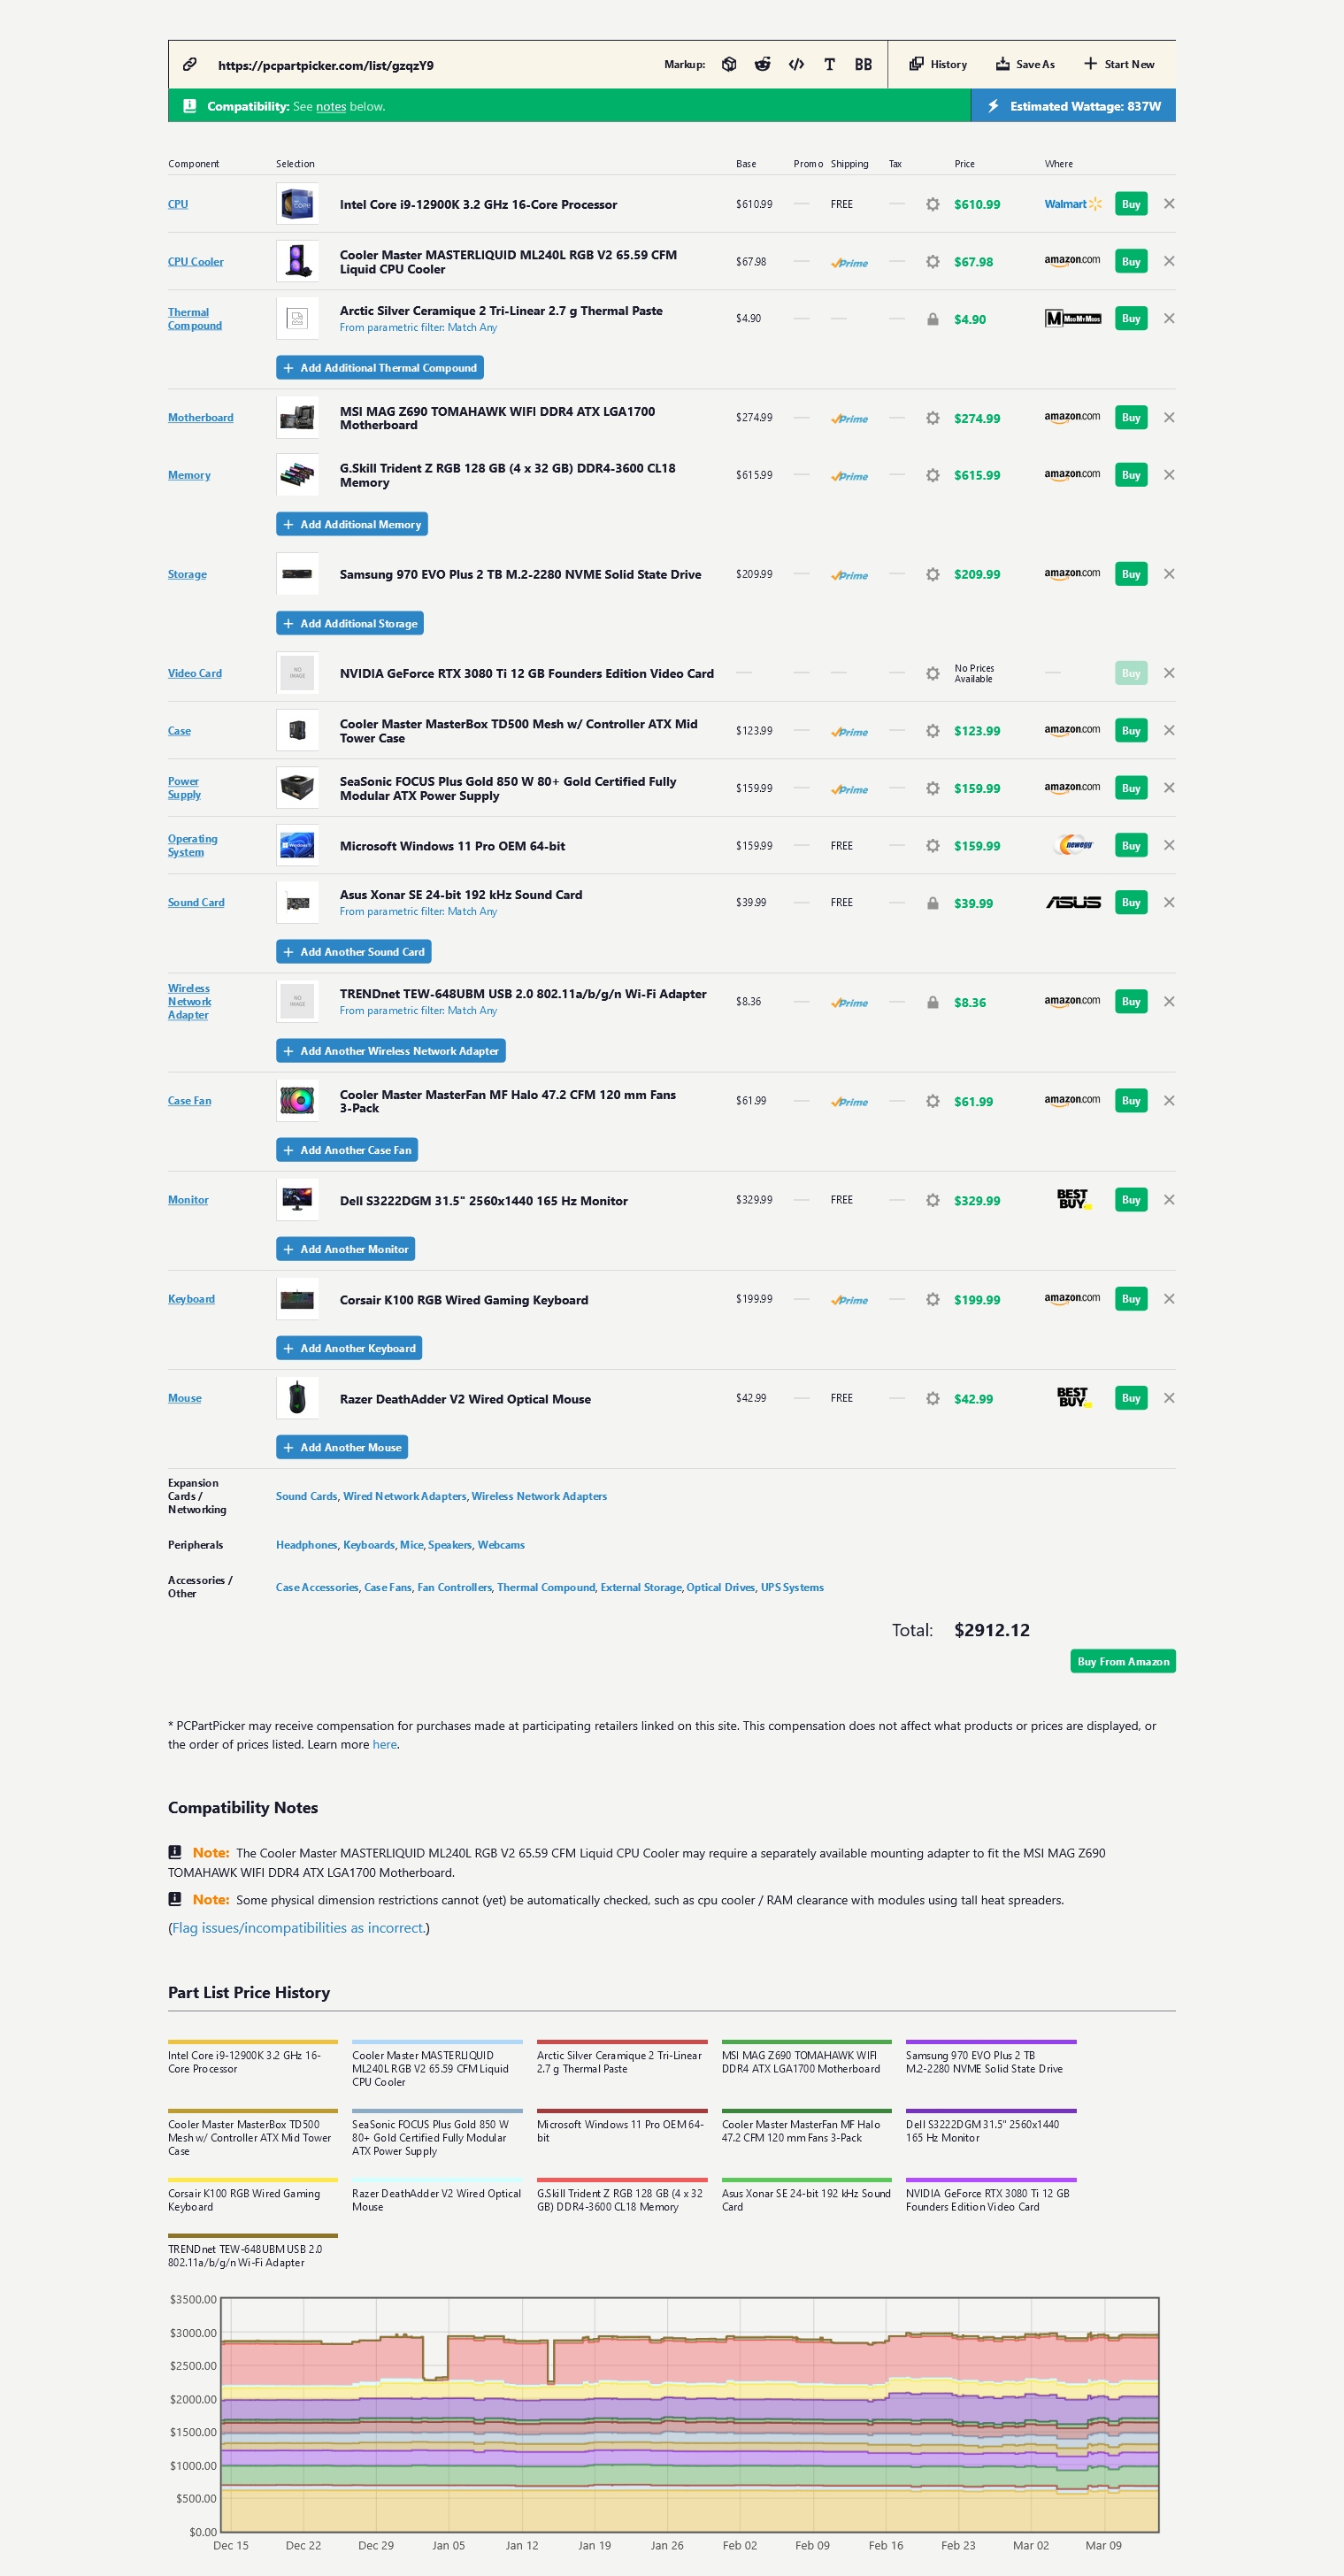 https://pcpartpicker.com/list/gzqzY9 Markup: BB History Save As Start New
Compatibility: See notes below. Estimated Wattage: 837W
Component Selection Base Promo Shipping Tax Price Where
CPU Intel Core i9-12900K 3.2 GHz 16-Core Processor $610.99 — FREE — $610.99 Walmart Buy
CPU Cooler Cooler Master MASTERLIQUID ML240L RGB V2 65.59 CFM
Liquid CPU Cooler $67.98 — Prime — $67.98 amazon.com Buy
Thermal
Compound Arctic Silver Ceramique 2 Tri-Linear 2.7 g Thermal Paste
From parametric filter: Match Any $4.90 — — — $4.90 MODMYMODS Buy
Add Additional Thermal Compound
Motherboard MSI MAG Z690 TOMAHAWK WIFI DDR4 ATX LGA1700
Motherboard $274.99 — Prime — $274.99 amazon.com Buy
Memory G.Skill Trident Z RGB 128 GB (4 x 32 GB) DDR4-3600 CL18
Memory $615.99 — Prime — $615.99 amazon.com Buy
Add Additional Memory
Storage Samsung 970 EVO Plus 2 TB M.2-2280 NVME Solid State Drive $209.99 — Prime — $209.99 amazon.com Buy
Add Additional Storage
Video Card NO IMAGE NVIDIA GeForce RTX 3080 Ti 12 GB Founders Edition Video Card — — — — No Prices
Available — Buy
Case Cooler Master MasterBox TD500 Mesh w/ Controller ATX Mid
Tower Case $123.99 — Prime — $123.99 amazon.com Buy
Power
Supply SeaSonic FOCUS Plus Gold 850 W 80+ Gold Certified Fully
Modular ATX Power Supply $159.99 — Prime — $159.99 amazon.com Buy
Operating
System Microsoft Windows 11 Pro OEM 64-bit $159.99 — FREE — $159.99 newegg Buy
Sound Card Asus Xonar SE 24-bit 192 kHz Sound Card
From parametric filter: Match Any $39.99 — FREE — $39.99 ASUS Buy
Add Another Sound Card
Wireless
Network
Adapter NO IMAGE TRENDnet TEW-648UBM USB 2.0 802.11a/b/g/n Wi-Fi Adapter
From parametric filter: Match Any $8.36 — Prime — $8.36 amazon.com Buy
Add Another Wireless Network Adapter
Case Fan Cooler Master MasterFan MF Halo 47.2 CFM 120 mm Fans
3-Pack $61.99 — Prime — $61.99 amazon.com Buy
Add Another Case Fan
Monitor Dell S3222DGM 31.5" 2560x1440 165 Hz Monitor $329.99 — FREE — $329.99 BEST BUY Buy
Add Another Monitor
Keyboard Corsair K100 RGB Wired Gaming Keyboard $199.99 — Prime — $199.99 amazon.com Buy
Add Another Keyboard
Mouse Razer DeathAdder V2 Wired Optical Mouse $42.99 — FREE — $42.99 BEST BUY Buy
Add Another Mouse
Expansion
Cards /
Networking Sound Cards, Wired Network Adapters, Wireless Network Adapters
Peripherals Headphones, Keyboards, Mice, Speakers, Webcams
Accessories /
Other Case Accessories, Case Fans, Fan Controllers, Thermal Compound, External Storage, Optical Drives, UPS Systems
Total: $2912.12
Buy From Amazon
* PCPartPicker may receive compensation for purchases made at participating retailers linked on this site. This compensation does not affect what products or prices are displayed, or
the order of prices listed. Learn more here.
Compatibility Notes
Note: The Cooler Master MASTERLIQUID ML240L RGB V2 65.59 CFM Liquid CPU Cooler may require a separately available mounting adapter to fit the MSI MAG Z690
TOMAHAWK WIFI DDR4 ATX LGA1700 Motherboard.
Note: Some physical dimension restrictions cannot (yet) be automatically checked, such as cpu cooler / RAM clearance with modules using tall heat spreaders.
(Flag issues/incompatibilities as incorrect.)
Part List Price History
Intel Core i9-12900K 3.2 GHz 16-
Core Processor
Cooler Master MASTERLIQUID
ML240L RGB V2 65.59 CFM Liquid
CPU Cooler
Arctic Silver Ceramique 2 Tri-Linear
2.7 g Thermal Paste
MSI MAG Z690 TOMAHAWK WIFI
DDR4 ATX LGA1700 Motherboard
Samsung 970 EVO Plus 2 TB
M.2-2280 NVME Solid State Drive
Cooler Master MasterBox TD500
Mesh w/ Controller ATX Mid Tower
Case
SeaSonic FOCUS Plus Gold 850 W
80+ Gold Certified Fully Modular
ATX Power Supply
Microsoft Windows 11 Pro OEM 64-
bit
Cooler Master MasterFan MF Halo
47.2 CFM 120 mm Fans 3-Pack
Dell S3222DGM 31.5" 2560x1440
165 Hz Monitor
Corsair K100 RGB Wired Gaming
Keyboard
Razer DeathAdder V2 Wired Optical
Mouse
G.Skill Trident Z RGB 128 GB (4 x 32
GB) DDR4-3600 CL18 Memory
Asus Xonar SE 24-bit 192 kHz Sound
Card
NVIDIA GeForce RTX 3080 Ti 12 GB
Founders Edition Video Card
TRENDnet TEW-648UBM USB 2.0
802.11a/b/g/n Wi-Fi Adapter
$3500.00
$3000.00
$2500.00
$2000.00
$1500.00
$1000.00
$500.00
$0.00
Dec 15 Dec 22 Dec 29 Jan 05 Jan 12 Jan 19 Jan 26 Feb 02 Feb 09 Feb 16 Feb 23 Mar 02 Mar 09